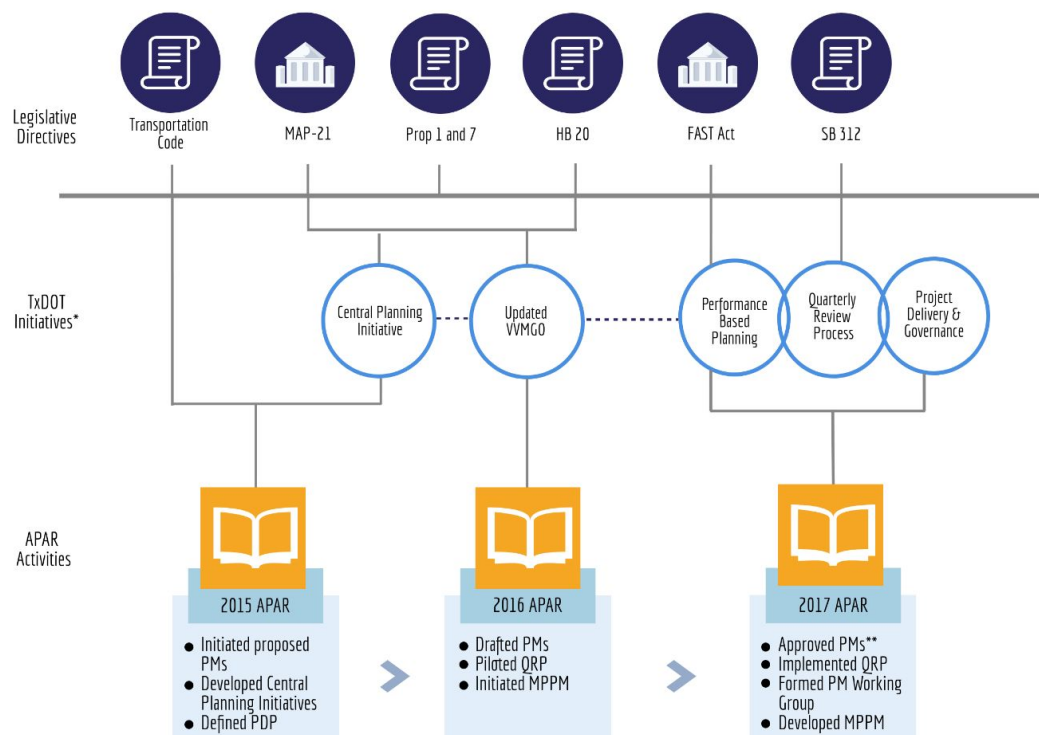 Legislative
Directives
Transportation
Code
MAP-21
Prop 1 and 7
HB 20
FAST Act
SB 312
TxDOT
Initiatives*
Central Planning
Initiative
Updated
VVMGO
Performance
Based
Planning
Quarterly
Review
Process
Project
Delivery &
Governance
APAR
Activities
2015 APAR
● Initiated proposed
PMs
● Developed Central
Planning Initiatives
● Defined PDP
2016 APAR
● Drafted PMs
● Piloted QRP
● Initiated MPPM
2017 APAR
● Approved PMs**
● Implemented QRP
● Formed PM Working
Group
● Developed MPPM